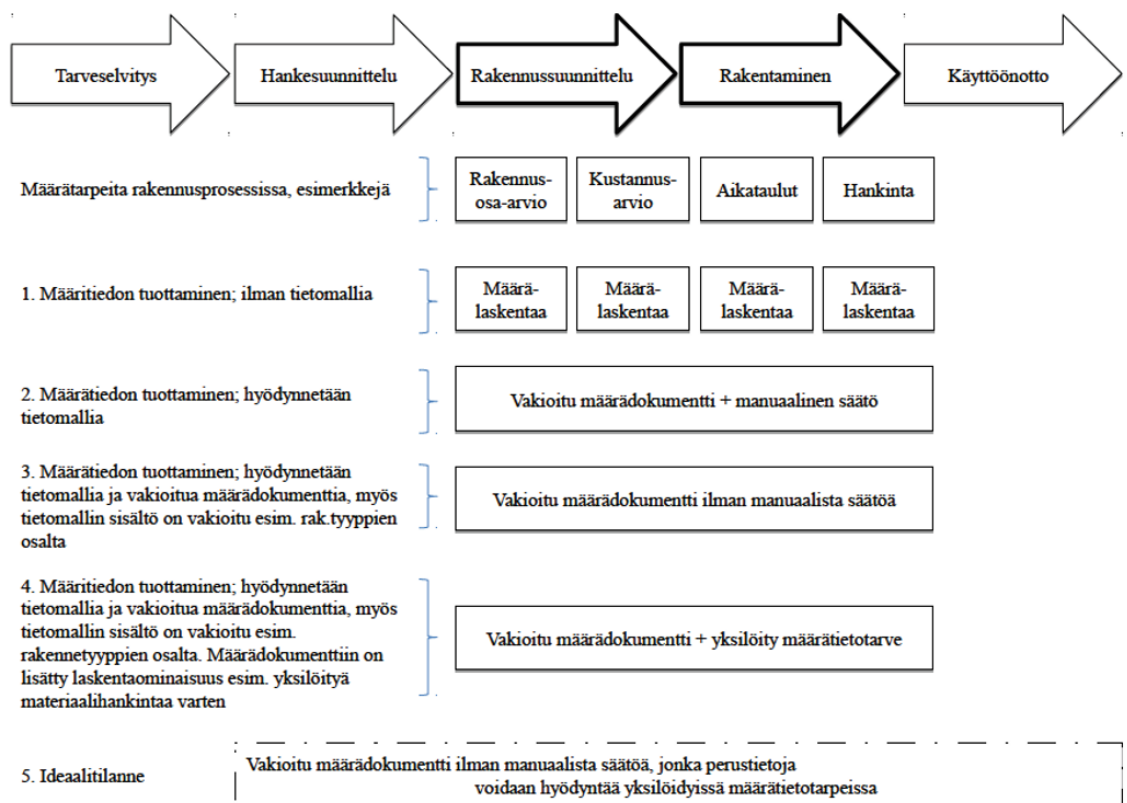 Tarveselvitys
Hankesuunnittelu
Rakennussuunnittelu
Rakentaminen
Käyttöönotto
Määrätarpeita rakennusprosessissa, esimerkkejä
Rakennus-
osa-arvio
Kustannus-
arvio
Aikataulut
Hankinta
1. Määritiedon tuottaminen; ilman tietomallia
Määrä-
laskentaa
Määrä-
laskentaa
Määrä-
laskentaa
Määrä-
laskentaa
2. Määrätiedon tuottaminen; hyödynnetään
tietomallia
Vakioitu määrädokumentti + manuaalinen säätö
3. Määrätiedon tuottaminen; hyödynnetään
tietomallia ja vakioitua määrädokumenttia, myös
tietomallin sisältö on vakioitu esim. rak.tyyppien
osalta
Vakioitu määrädokumentti ilman manuaalista säätöä
4. Määritiedon tuottaminen; hyödynnetään
tietomallia ja vakioitua määrädokumenttia, myös
tietomallin sisältö on vakioitu esim.
rakennetyyppien osalta. Määrädokumenttiin on
lisätty laskentaominaisuus esim. yksilöityä
materiaalihankintaa varten
Vakioitu määrädokumentti + yksilöity määrätietotarve
5. Ideaalitilanne
Vakioitu määrädokumentti ilman manuaalista säätöä, jonka perustietoja
voidaan hyödyntää yksilöidyissä määrätietotarpeissa